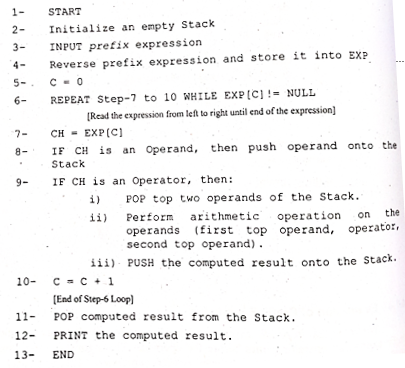 1- START
2- Initialize an empty Stack
3- INPUT prefix expression
4- Reverse prefix expression and store it into EXP
5- C = 0
6- REPEAT Step-7 to 10 WHILE EXP[C]!= NULL
[Read the expression from left to right until end of the expression]
7- CH = EXP[C]
8- IF CH is an Operand, then push operand onto the
Stack
9- IF CH is an Operator, then:
i) POP top two operands of the Stack.
ii) Perform arithmetic operation on the
operands (first top operand, operator,
second top operand).
iii) PUSH the computed result onto the Stack.
10- C = C + 1
[End of Step-6 Loop]
11- POP computed result from the Stack.
12- PRINT the computed result.
13- END